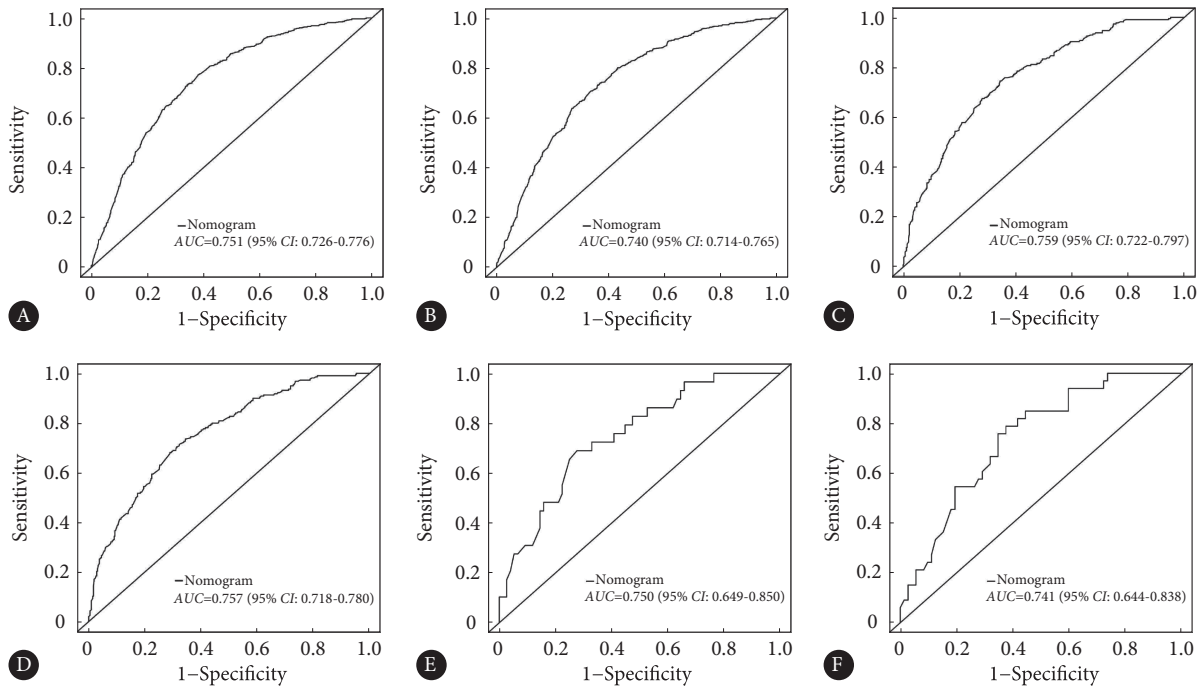 1.0
0.8
0.6
0.4
0.2
0
Sensitivity
−Nomogram
AUC=0.751 (95% CI: 0.726-0.776)
0 0.2 0.4 0.6 0.8 1.0
1−Specificity
A
1.0
0.8
0.6
0.4
0.2
0
Sensitivity
−Nomogram
AUC=0.740 (95% CI: 0.714-0.765)
0 0.2 0.4 0.6 0.8 1.0
1−Specificity
B
1.0
0.8
0.6
0.4
0.2
0
Sensitivity
−Nomogram
AUC=0.759 (95% CI: 0.722-0.797)
0 0.2 0.4 0.6 0.8 1.0
1−Specificity
C
1.0
0.8
0.6
0.4
0.2
0
Sensitivity
−Nomogram
AUC=0.757 (95% CI: 0.718-0.780)
0 0.2 0.4 0.6 0.8 1.0
1−Specificity
D
1.0
0.8
0.6
0.4
0.2
0
Sensitivity
−Nomogram
AUC=0.750 (95% CI: 0.649-0.850)
0 0.2 0.4 0.6 0.8 1.0
1−Specificity
E
1.0
0.8
0.6
0.4
0.2
0
Sensitivity
−Nomogram
AUC=0.741 (95% CI: 0.644-0.838)
0 0.2 0.4 0.6 0.8 1.0
1−Specificity
F